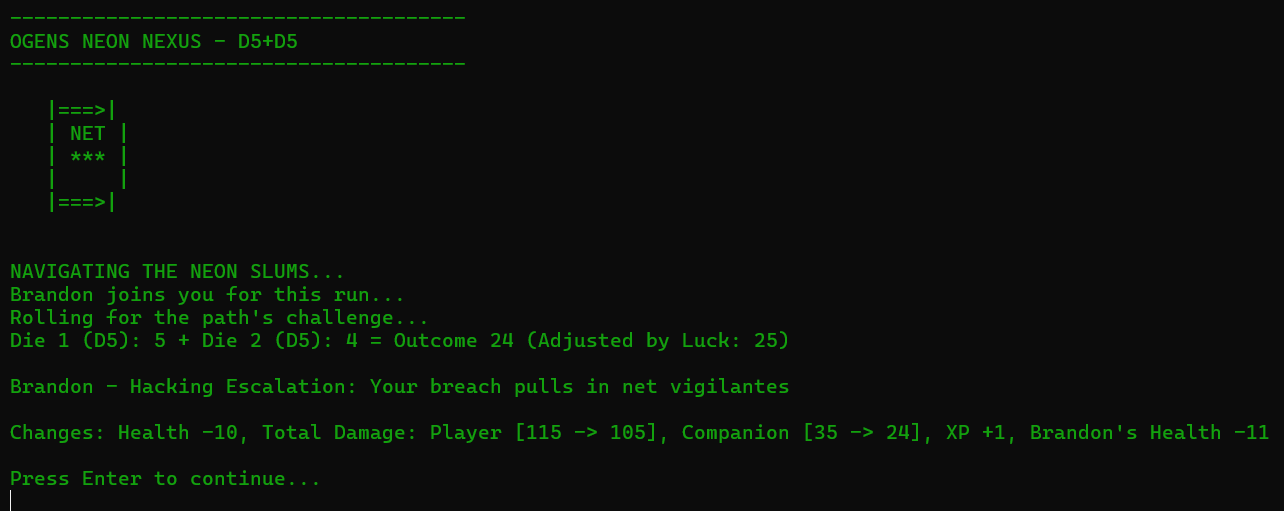 --------------------------------------
OGENS NEON NEXUS - D5+D5
--------------------------------------
   |===>|
   | NET |
   | *** |
   |     |
   |===>|
NAVIGATING THE NEON SLUMS...
Brandon joins you for this run...
Rolling for the path's challenge...
Die 1 (D5): 5 + Die 2 (D5): 4 = Outcome 24 (Adjusted by Luck: 25)
Brandon - Hacking Escalation: Your breach pulls in net vigilantes
Changes: Health -10, Total Damage: Player [115 -> 105], Companion [35 -> 24], XP +1, Brandon's Health -11
Press Enter to continue...